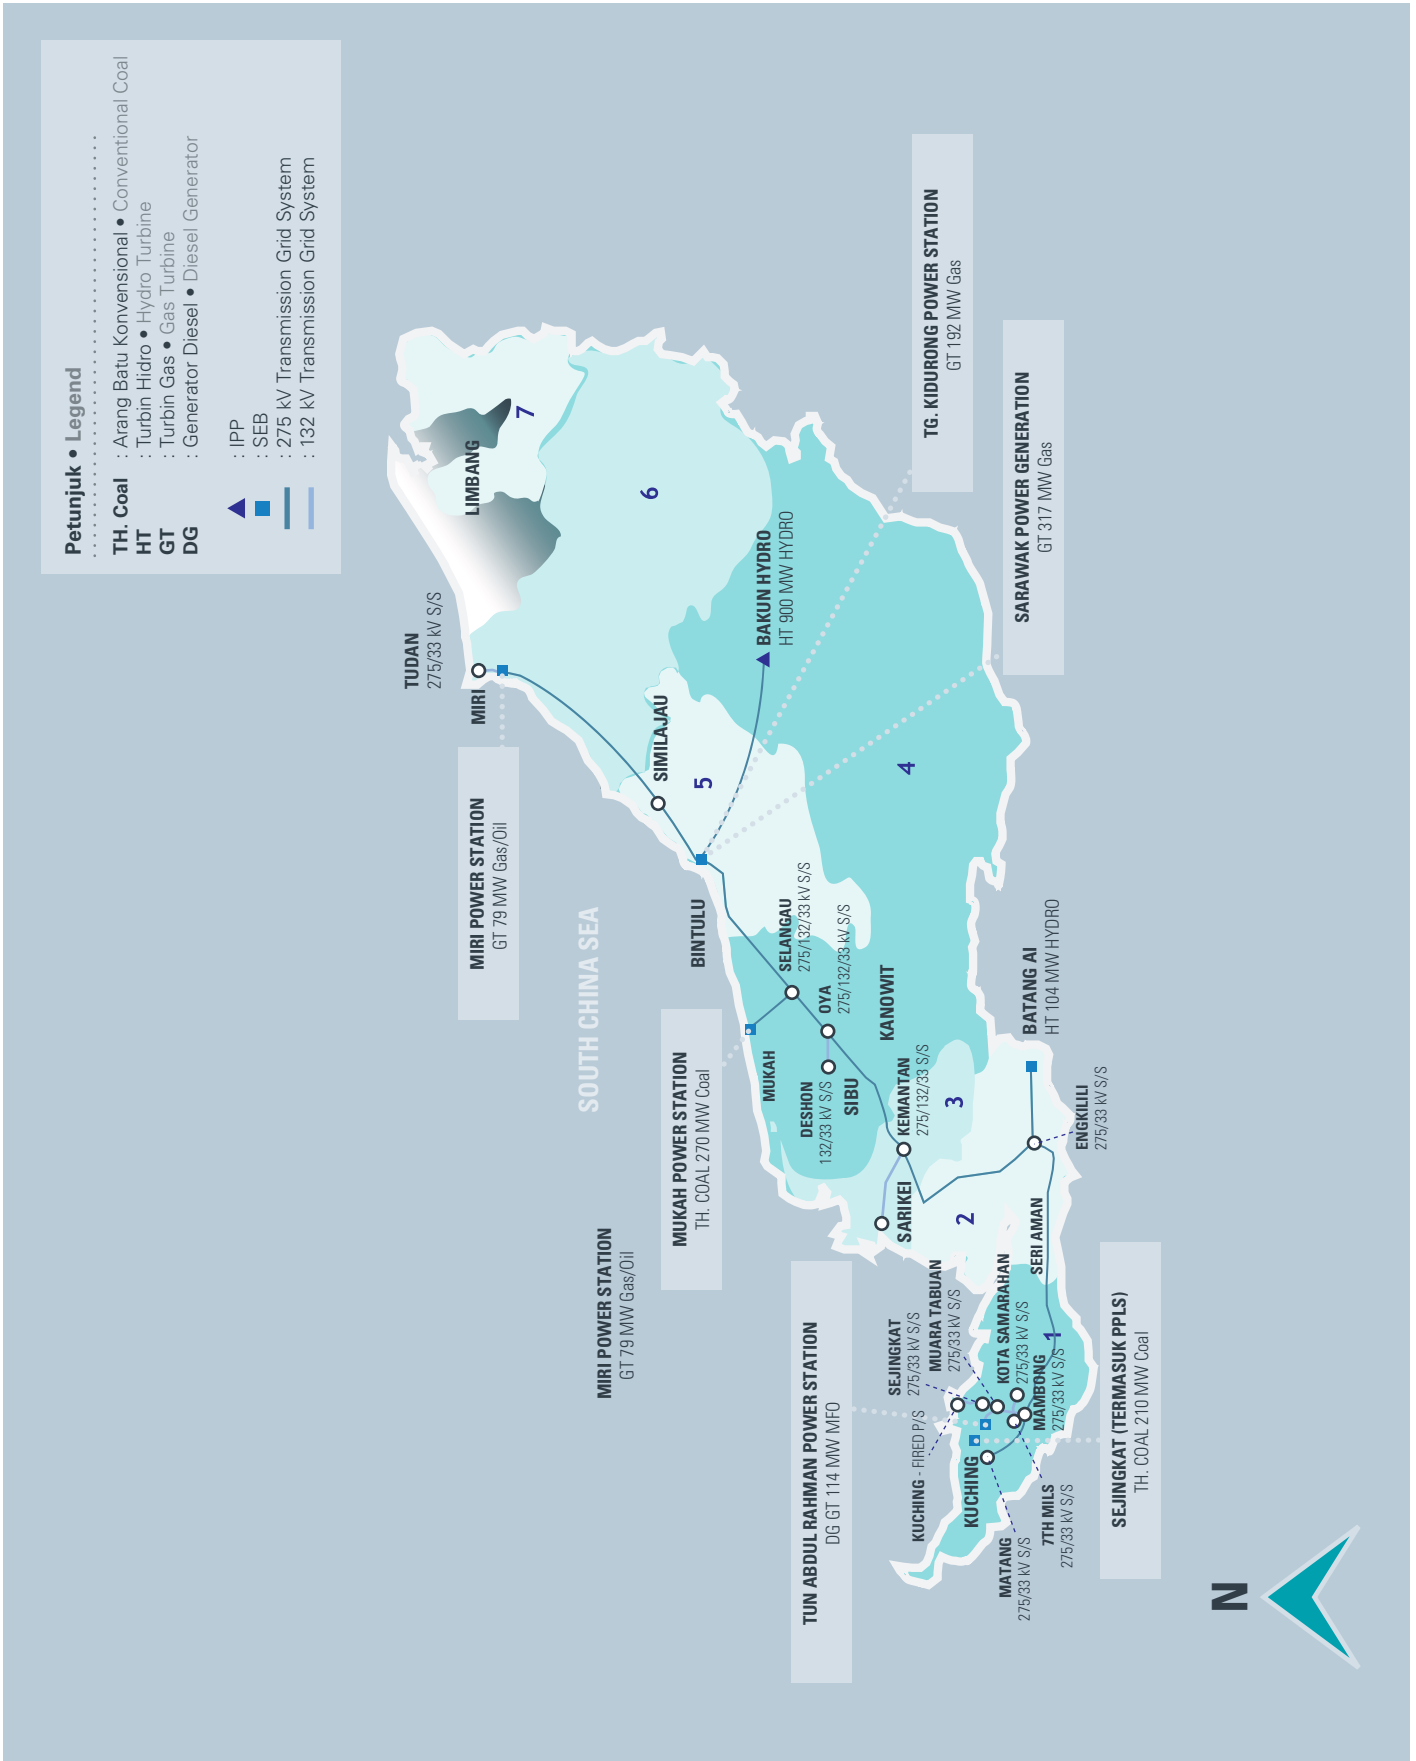 Petunjuk • Legend
TH. Coal : Arang Batu Konvensional • Conventional Coal
HT : Turbin Hidro • Hydro Turbine
GT : Turbin Gas • Gas Turbine
DG : Generator Diesel • Diesel Generator
: IPP
: SEB
: 275 kV Transmission Grid System
: 132 kV Transmission Grid System
TUDAN
275/33 kV S/S
MIRI
LIMBANG
7
6
MIRI POWER STATION
GT 79 MW Gas/Oil
SIMILAJAU
5
BAKUN HYDRO
HT 900 MW HYDRO
TG. KIDURONG POWER STATION
GT 192 MW Gas
SARAWAK POWER GENERATION
GT 317 MW Gas
4
SOUTH CHINA SEA
BINTULU
SELANGAU
275/132/33 kV S/S
OYA
275/132/33 kV S/S
KANOWIT
MUKAH POWER STATION
TH. COAL 270 MW Coal
MUKAH
DESHON
132/33 kV S/S
SIBU
KEMANTAN
275/132/33 S/S
3
BATANG AI
HT 104 MW HYDRO
ENGKILILI
275/33 kV S/S
SARIKEI
2
SERI AMAN
MIRI POWER STATION
GT 79 MW Gas/Oil
TUN ABDUL RAHMAN POWER STATION
DG GT 114 MW MFO
SEJINGKAT
275/33 kV S/S
MUARA TABUAN
275/33 kV S/S
KOTA SAMARAHAN
275/33 kV S/S
MAMBONG
275/33 kV S/S
1
KUCHING - FIRED P/S
KUCHING
MATANG
275/33 kV S/S
7TH MILS
275/33 kV S/S
SEJINGKAT (TERMASUK PPLS)
TH. COAL 210 MW Coal
N